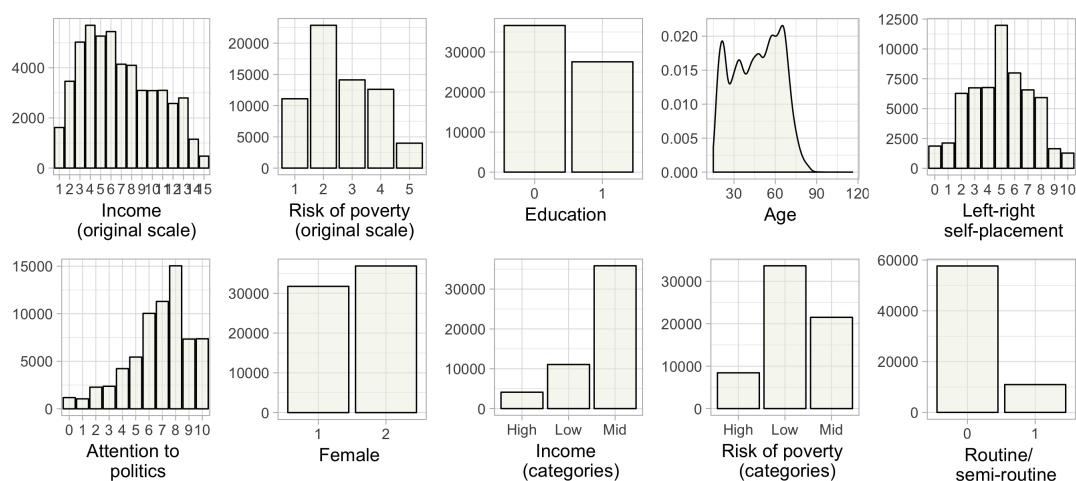 4000
2000
0
1 2 3 4 5 6 7 8 9 10 11 12 13 14 15
Income
(original scale)
20000
15000
10000
5000
0
1 2 3 4 5
Risk of poverty
(original scale)
30000
20000
10000
0
0 1
Education
0.020
0.015
0.010
0.005
0.000
30 60 90 120
Age
12500
10000
7500
5000
2500
0
0 1 2 3 4 5 6 7 8 9 10
Left-right
self-placement
15000
10000
5000
0
0 1 2 3 4 5 6 7 8 9 10
Attention to
politics
30000
20000
10000
0
1 2
Female
30000
20000
10000
0
High Low Mid
Income
(categories)
30000
20000
10000
0
High Low Mid
Risk of poverty
(categories)
60000
40000
20000
0
0 1
Routine/
semi-routine